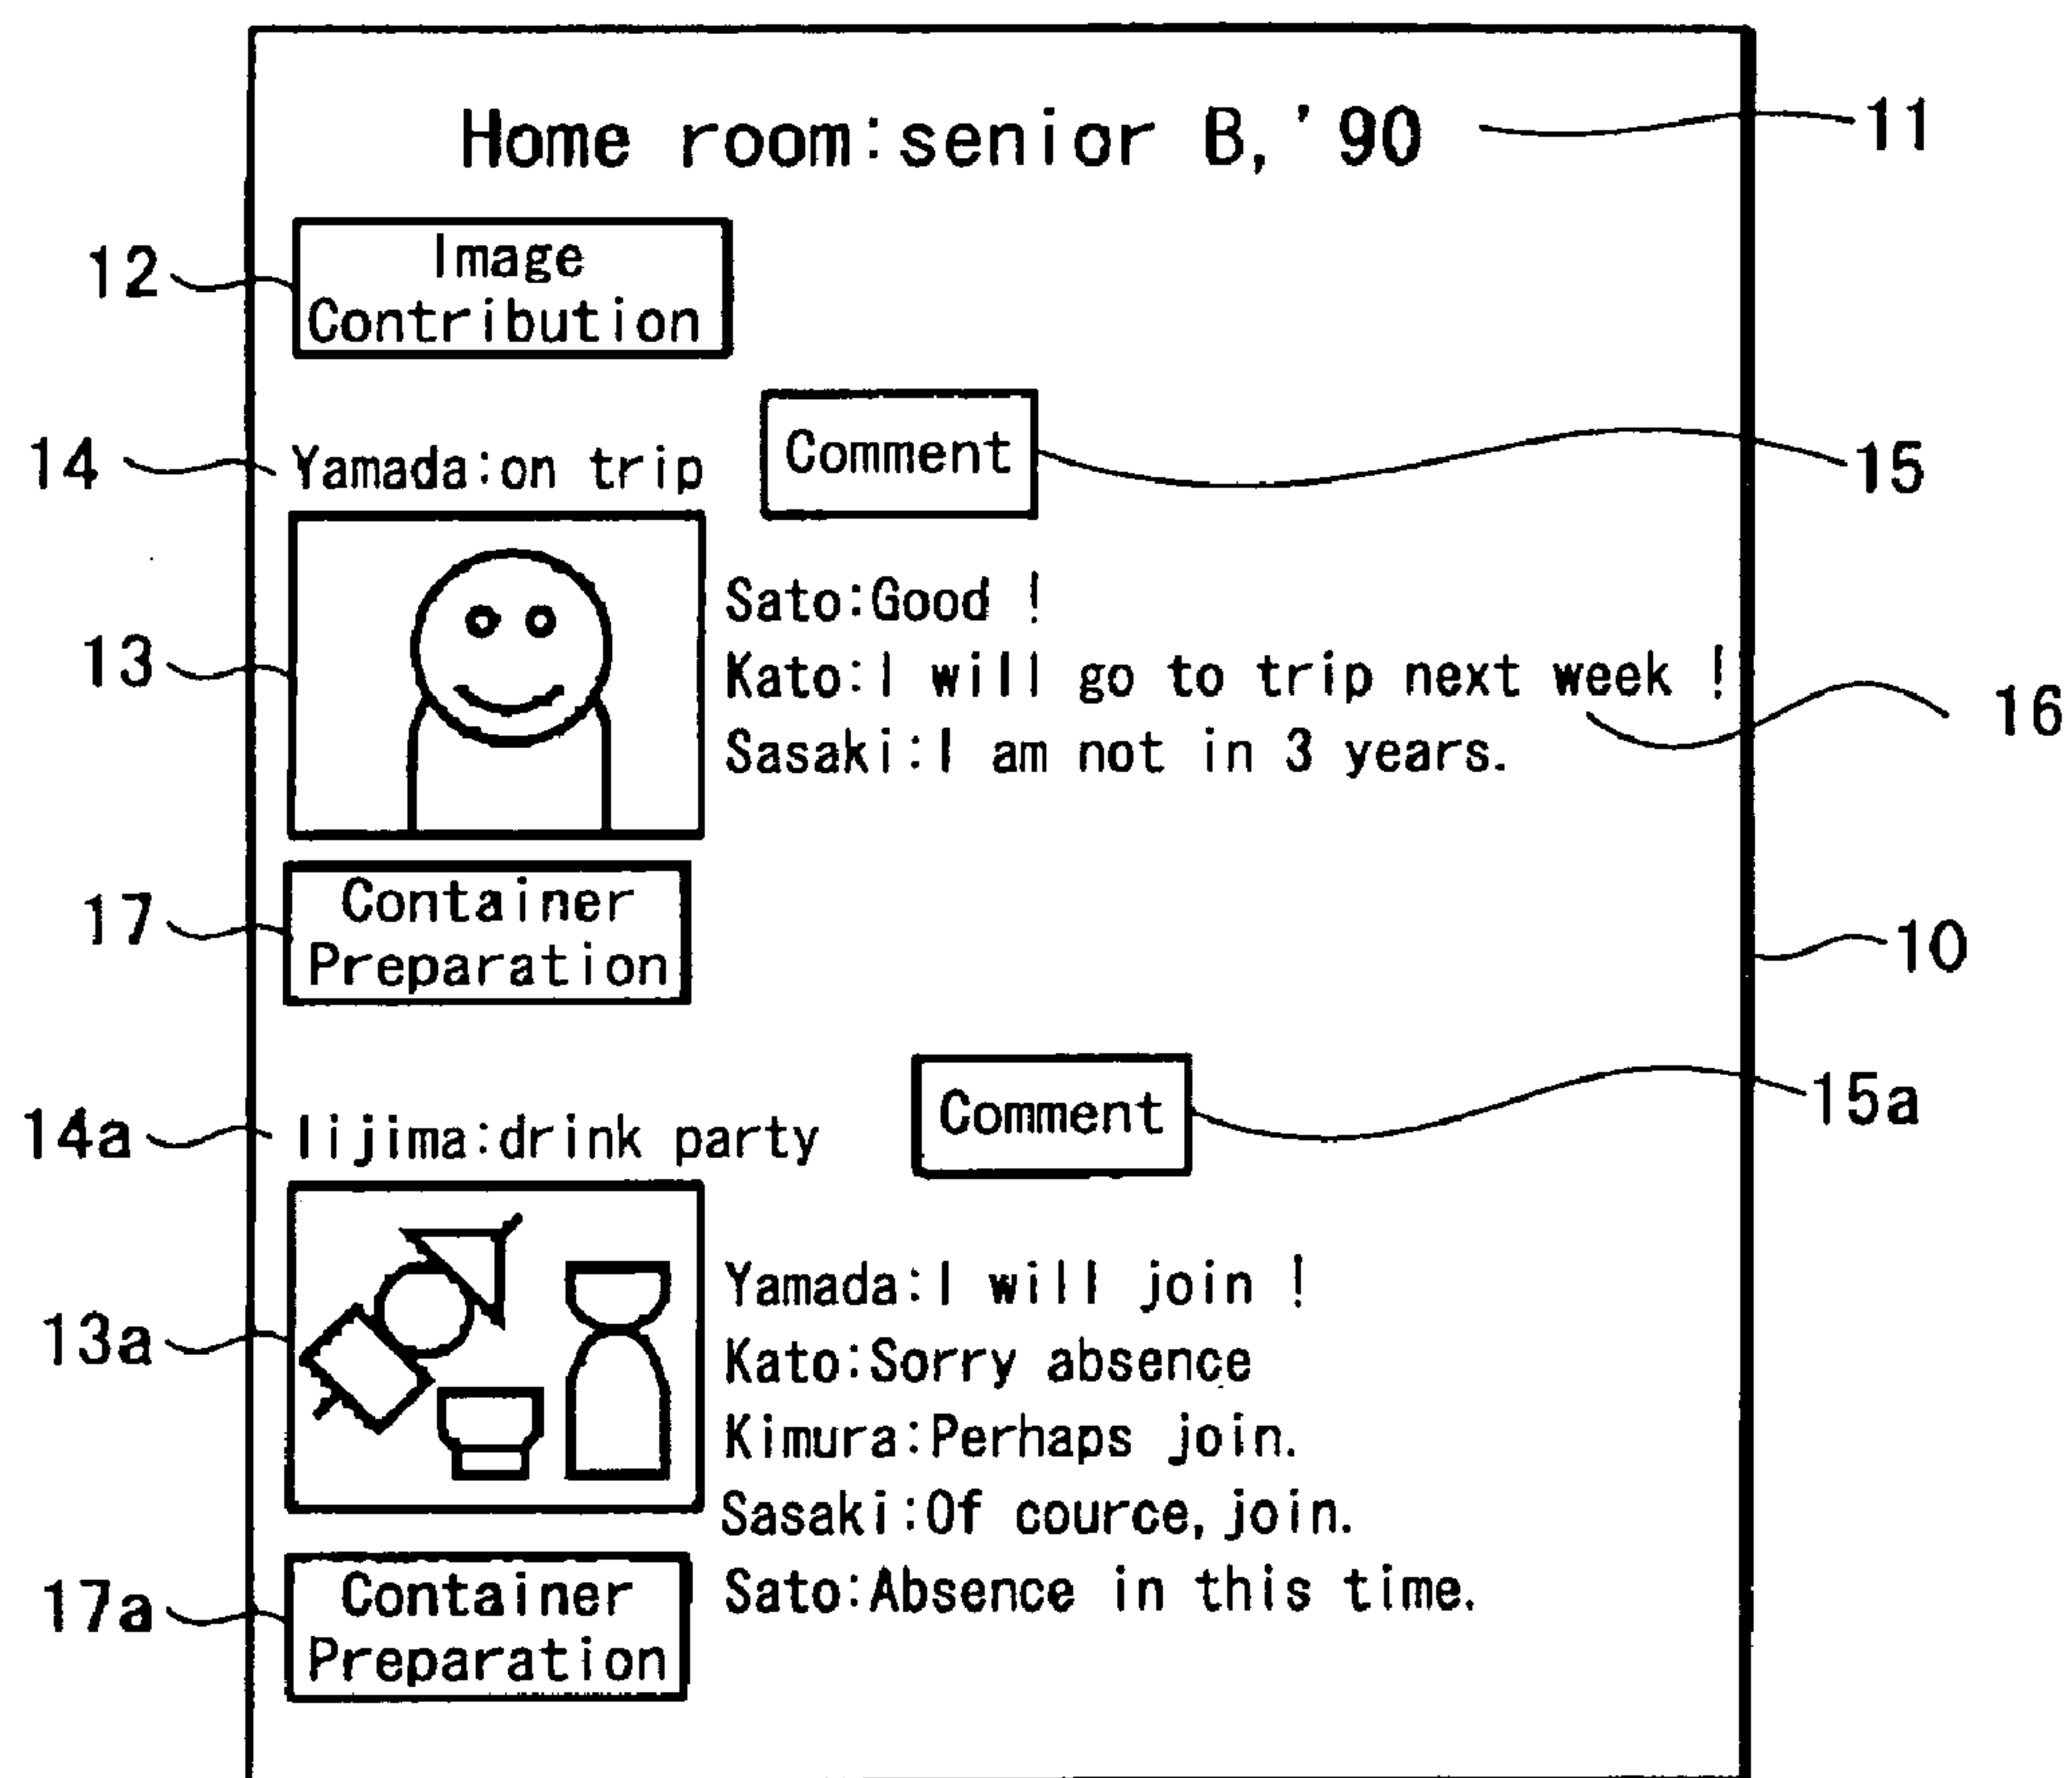 Home room:senior B, '90
11
12
Image
Contribution
14
Yamada:on trip
Comment
15
13
Sato:Good !
Kato:I will go to trip next week !
16
Sasaki:I am not in 3 years.
17
Container
Preparation
10
14a
Iijima:drink party
Comment
15a
13a
Yamada:I will join !
Kato:Sorry absence
Kimura:Perhaps join.
Sasaki:Of cource,join.
17a
Container
Preparation
Sato:Absence in this time.